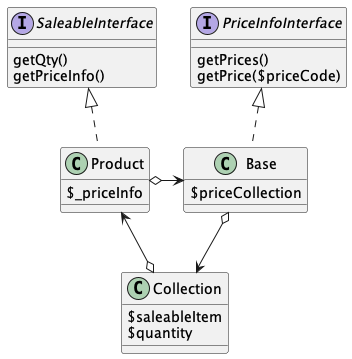 I SaleableInterface
getQty()
getPriceInfo()
I PriceInfoInterface
getPrices()
getPrice($priceCode)
C Product
$_priceInfo
C Base
$priceCollection
C Collection
$saleableItem
$quantity